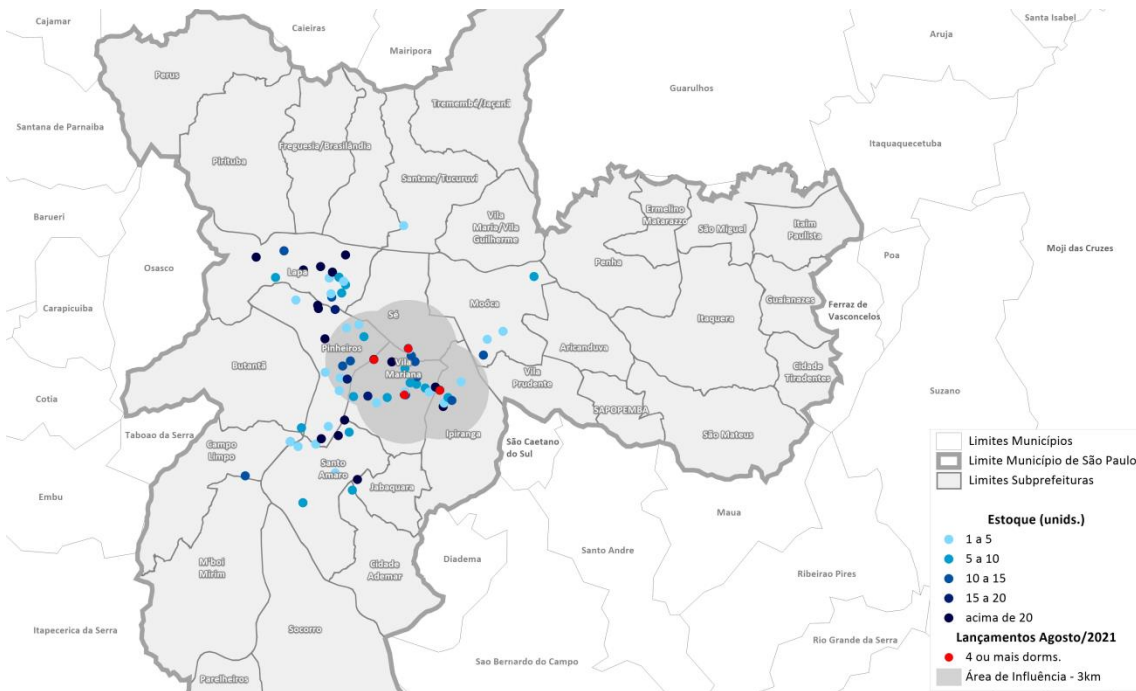 Cajamar
Caieiras
Mairipora
Santa Isabel
Aruja
Guarulhos
Perus
Tremembé/Jaçanã
Santana de Parnaiba
Freguesia/Brasilândia
Pirituba
Itaquaquecetuba
Santana/Tucuruvi
Barueri
Vila
Maria/Vila
Guilherme
Ermelino
Matarazzo
São Miguel
Itaim
Paulista
Osasco
Poa
Moji das Cruzes
Penha
Lapa
Carapicuiba
Moóca
Guaianazes
Ferraz de
Vasconcelos
Sé
Itaquera
Pinheiros
Aricanduva
Butantã
Vila
Mariana
Vila
Prudente
Cidade
Tiradentes
Suzano
Cotia
SAPOPEMBA
Taboao da Serra
São Mateus
Ipiranga
São Caetano
do Sul
Campo
Limpo
Santo
Amaro
Jabaquara
Embu
Maua
Santo Andre
Diadema
M'boi
Mirim
Cidade
Ademar
Ribeirao Pires
Itapecerica da Serra
Socorro
Rio Grande da Serra
Sao Bernardo do Campo
Parelheiros
Limites Municípios
Limite Município de São Paulo
Limites Subprefeituras
Estoque (unids.)
1 a 5
5 a 10
10 a 15
15 a 20
acima de 20
Lançamentos Agosto/2021
4 ou mais dorms.
Área de Influência - 3km